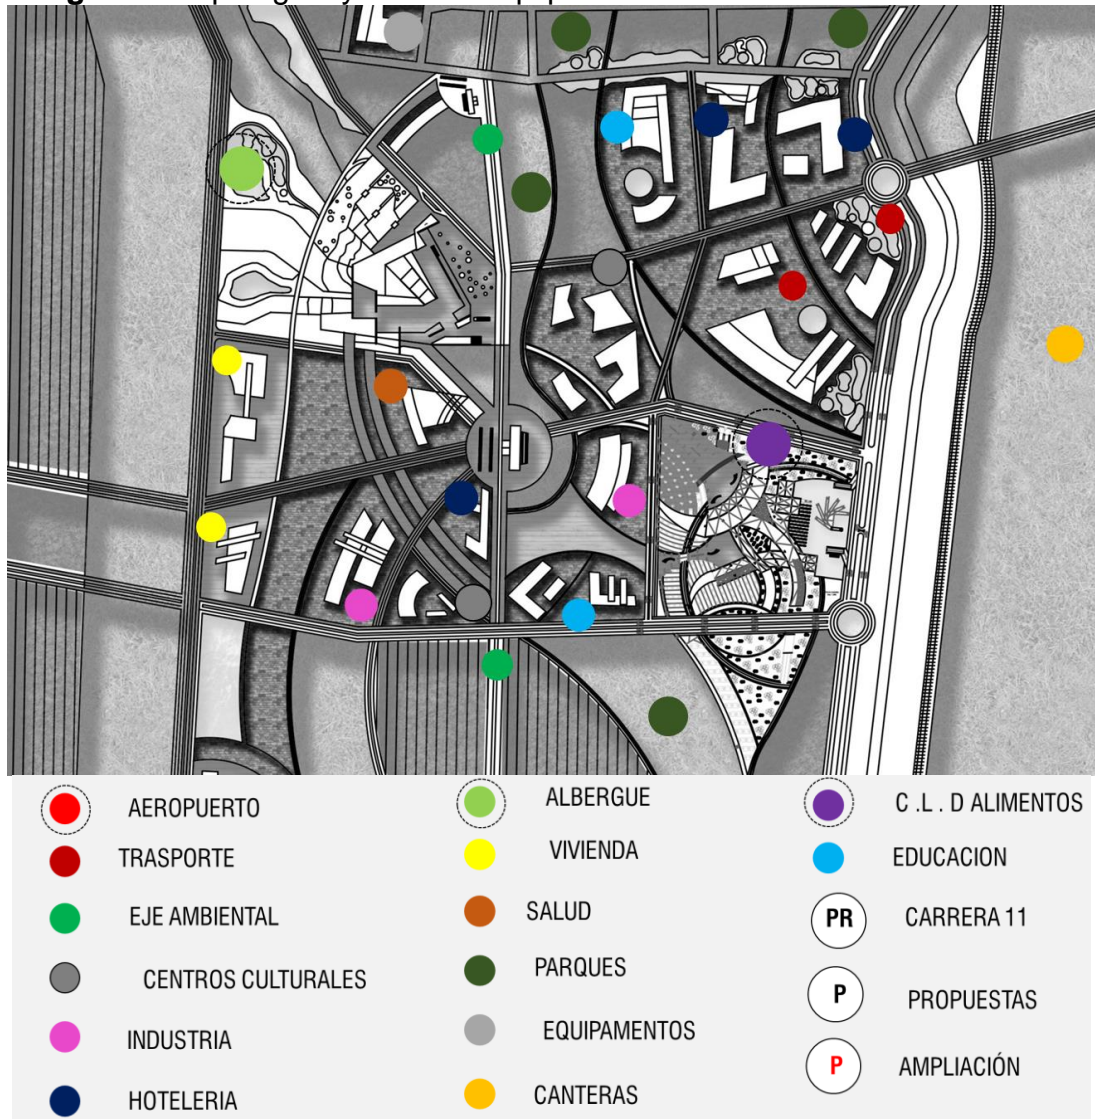 AEROPUERTO
TRASPORTE
EJE AMBIENTAL
CENTROS CULTURALES
INDUSTRIA
HOTELERIA
ALBERGUE
VIVIENDA
SALUD
PARQUES
EQUIPAMENTOS
CANTERAS
C .L . D ALIMENTOS
EDUCACION
PR CARRERA 11
P PROPUESTAS
P AMPLIACIÓN